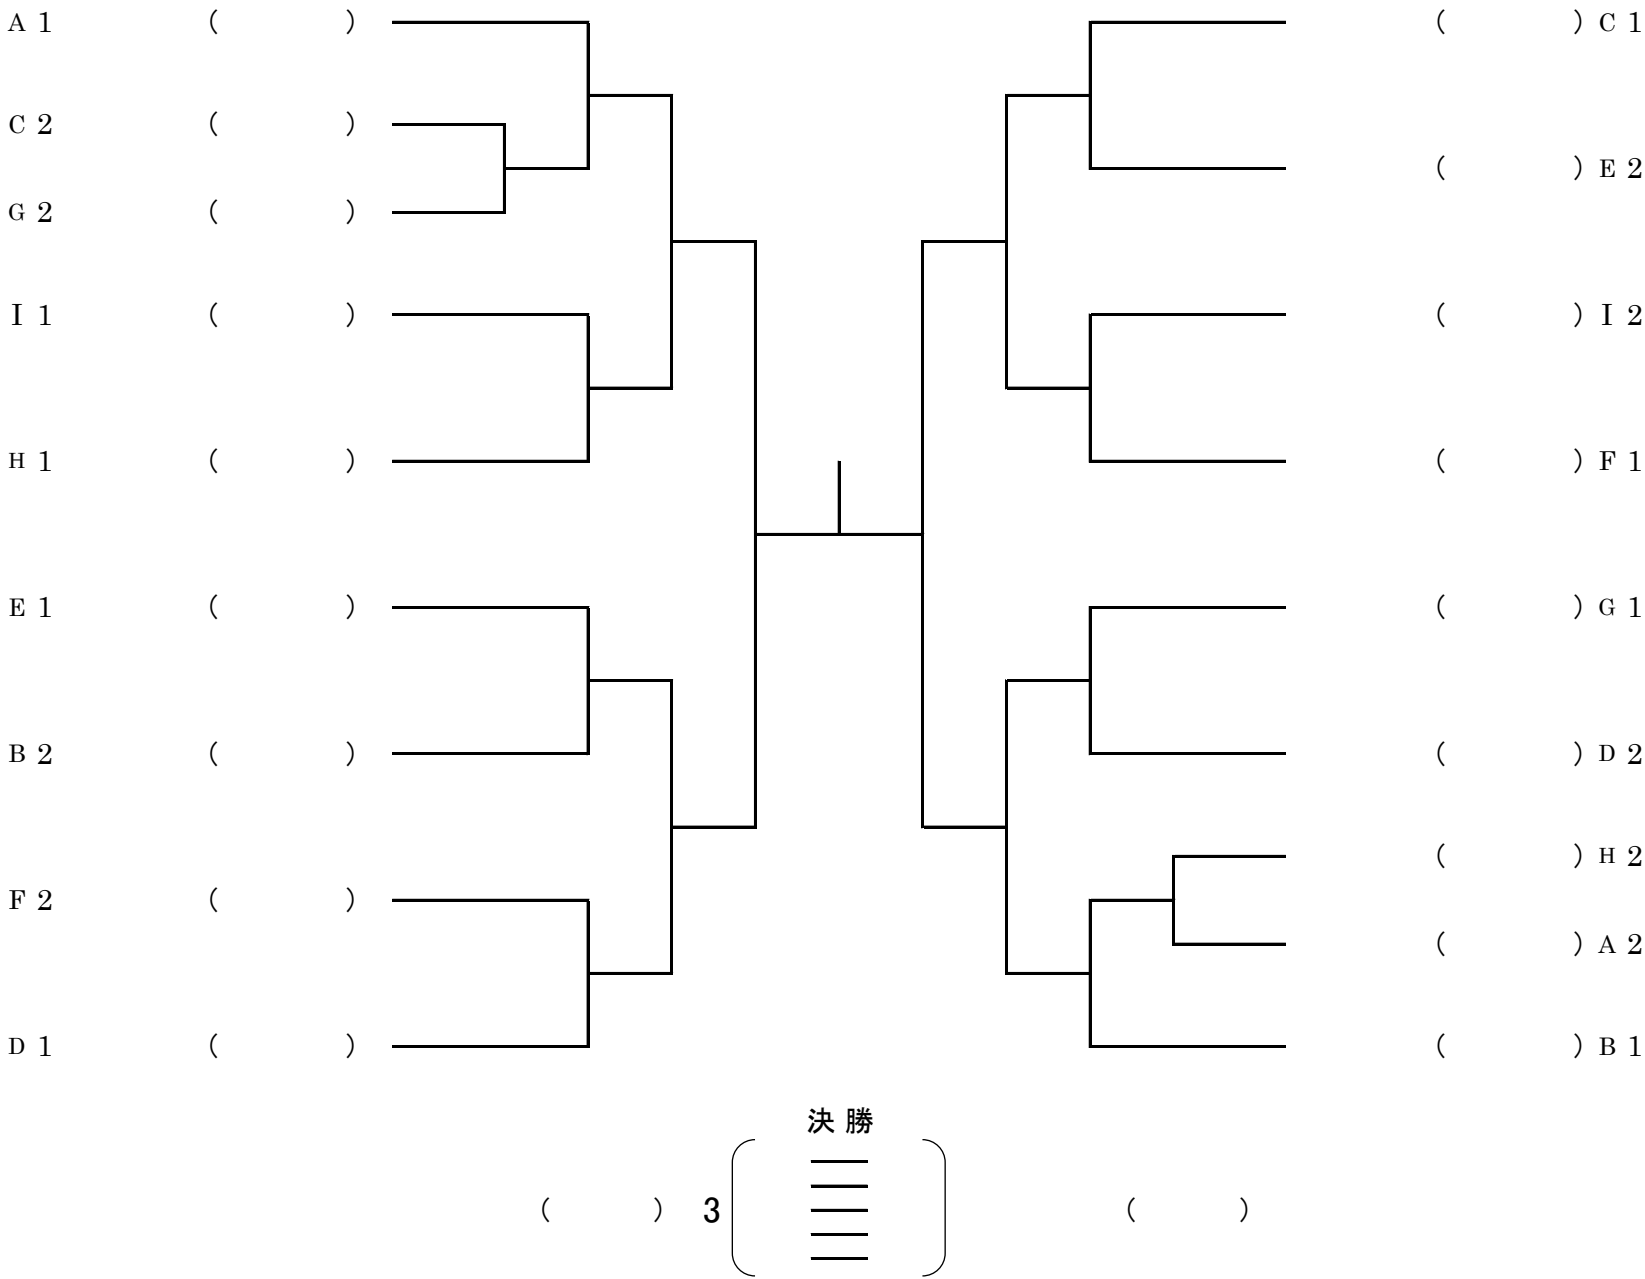 A 1 ( ) ( ) C 1
C 2 ( )
( ) E 2
G 2 ( )
I 1 ( ) ( ) I 2
H 1 ( ) ( ) F 1
E 1 ( ) ( ) G 1
B 2 ( ) ( ) D 2
( ) H 2
F 2 ( )
( ) A 2
D 1 ( ) ( ) B 1
決 勝
( ) 3 ( )